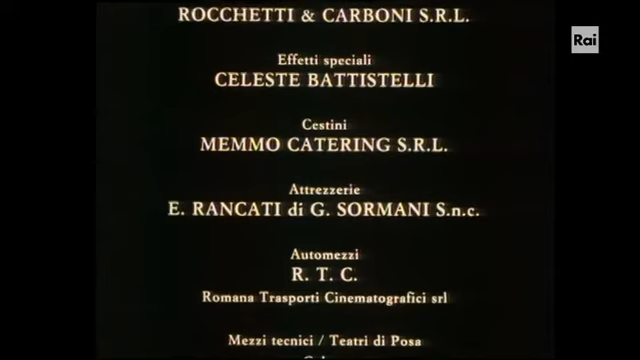 ROCCHETTI & CARBONI S.R.L.
Rai
Effetti speciali
CELESTE BATTISTELLI
Cestini
MEMMO CATERING S.R.L.
Attrezzerie
E. RANCATI di G. SORMANI S.n.c.
Automezzi
R. T. C.
Romana Trasporti Cinematografici srl
Mezzi tecnici / Teatri di Posa